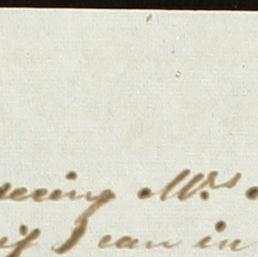 seeing Mrs
if I can in